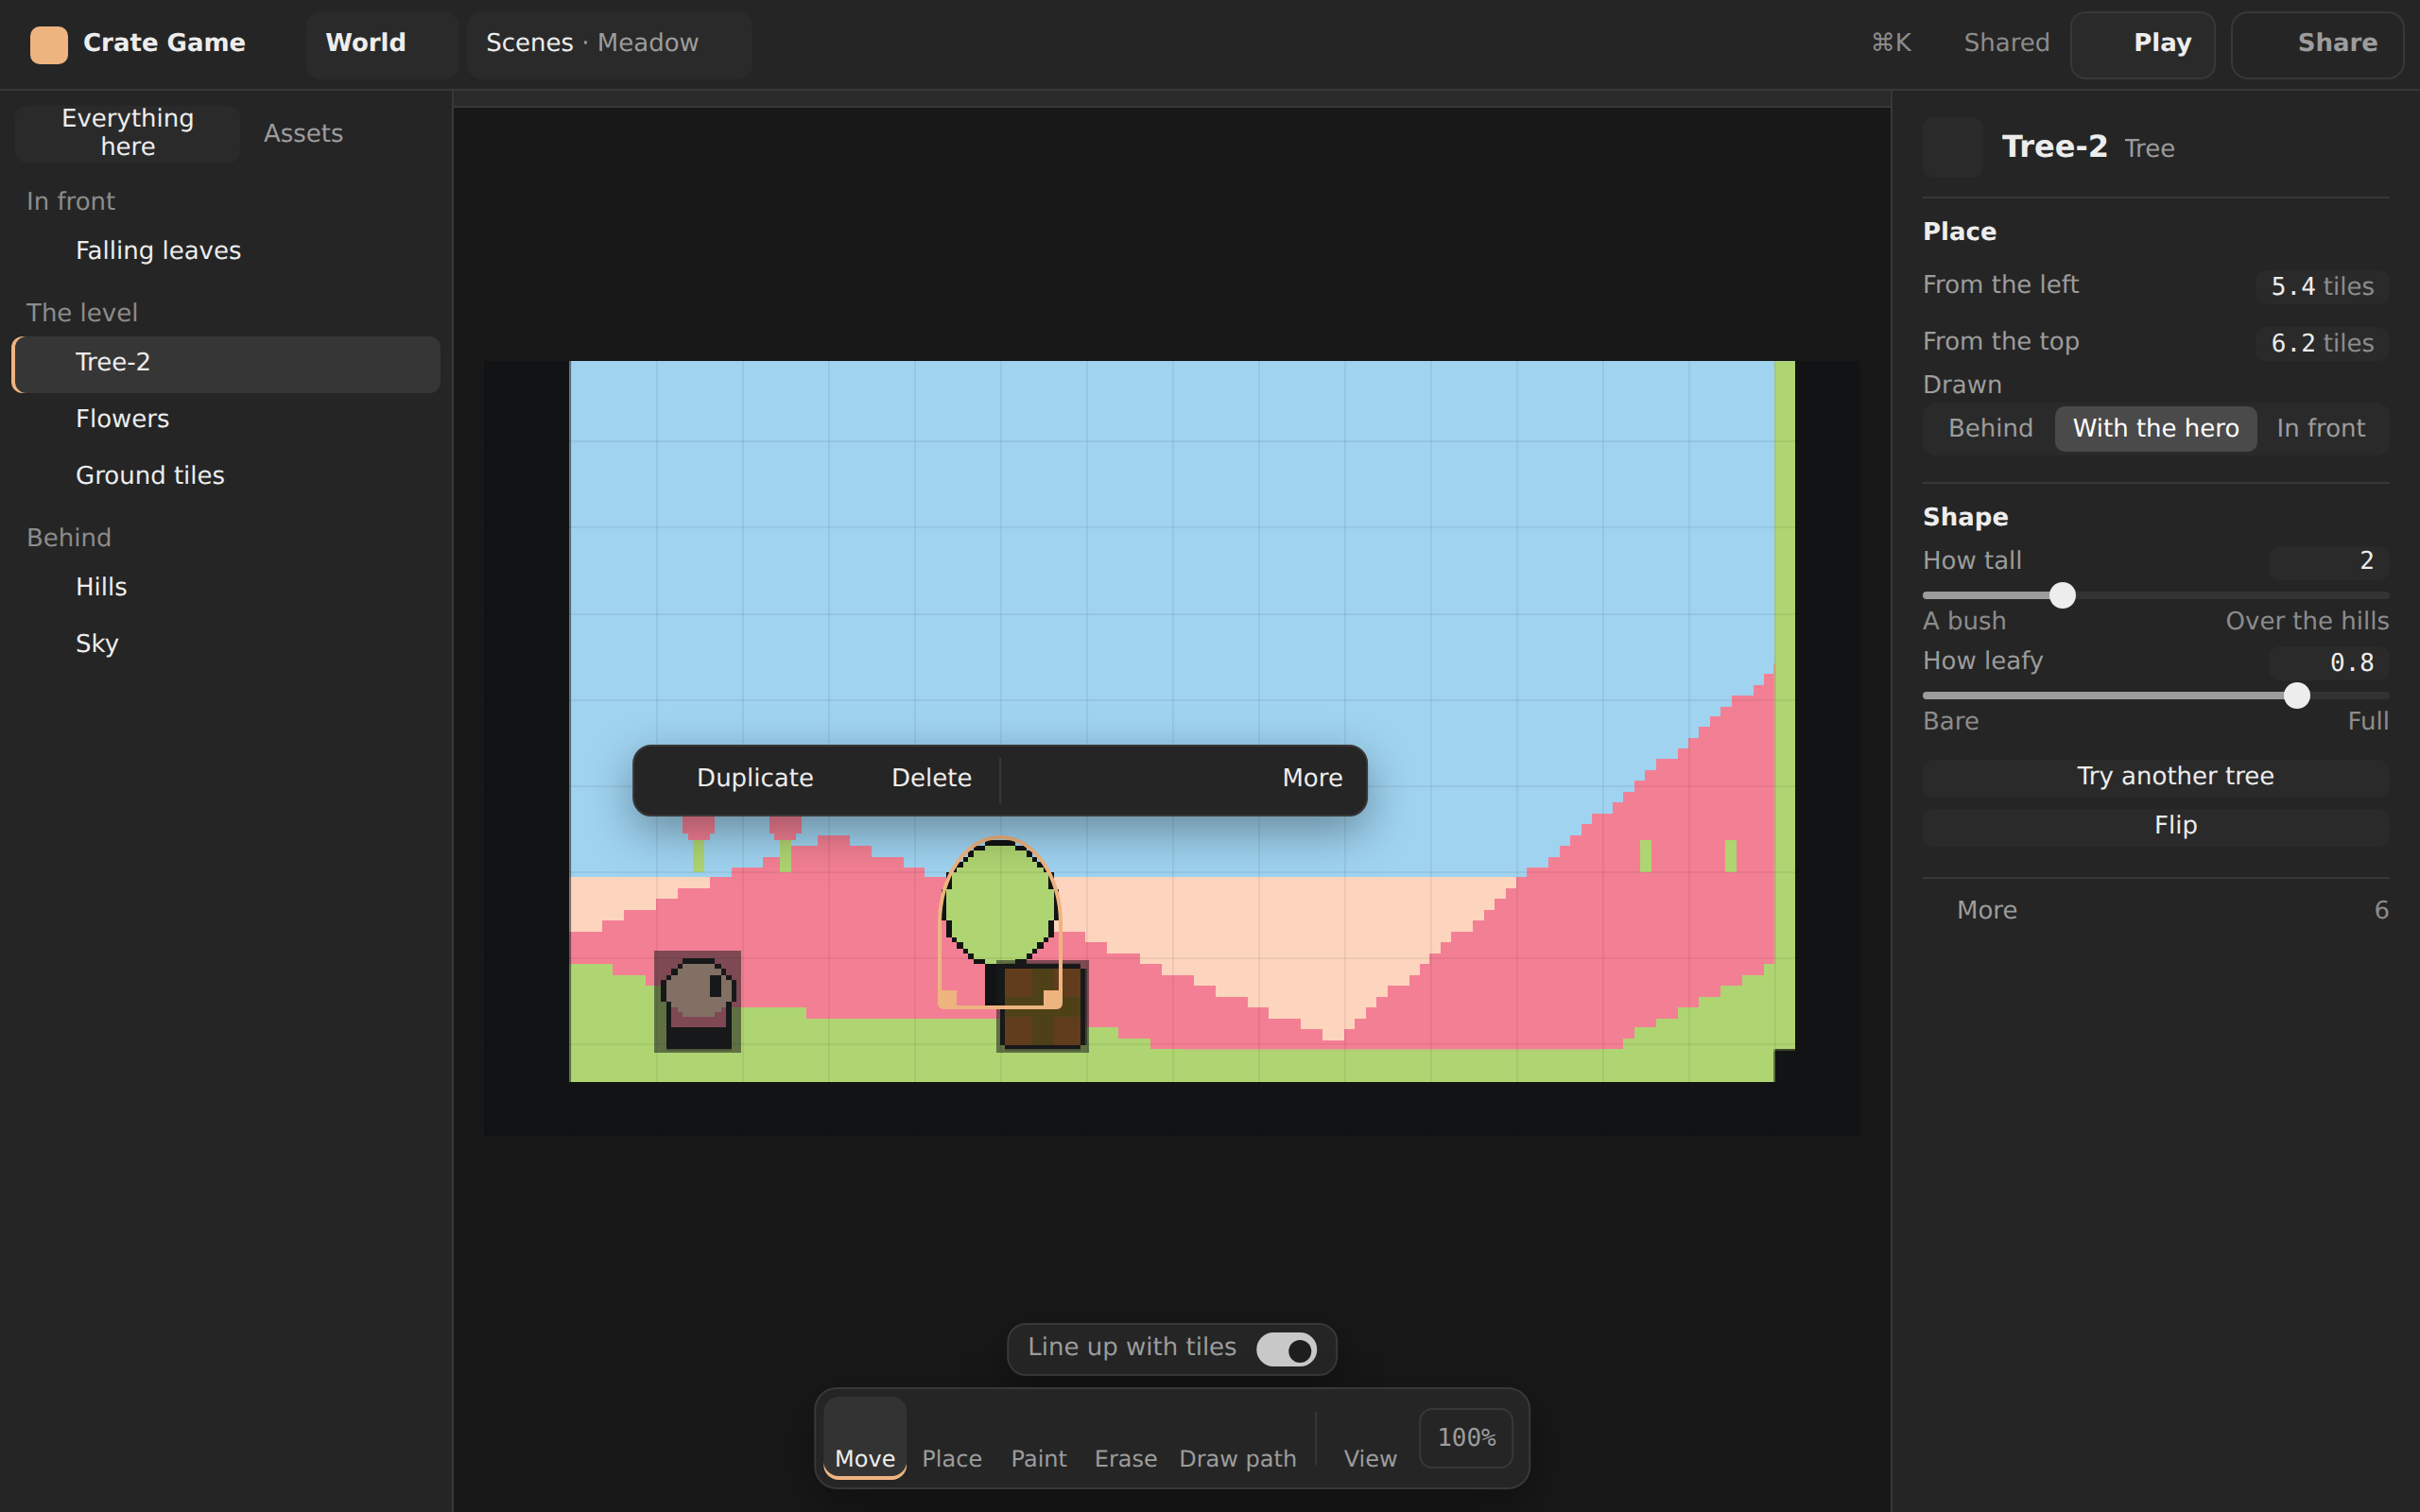 Crate Game
World
Scenes · Meadow
⌘K
Shared
Play
Share
Everything
here
Assets
In front
Falling leaves
The level
Tree-2
Flowers
Ground tiles
Behind
Hills
Sky
Duplicate
Delete
More
Line up with tiles
Move
Place
Paint
Erase
Draw path
View
100%
Tree-2 Tree
Place
From the left 5.4 tiles
From the top 6.2 tiles
Drawn
Behind
With the hero
In front
Shape
How tall 2
A bush Over the hills
How leafy 0.8
Bare Full
Try another tree
Flip
More 6